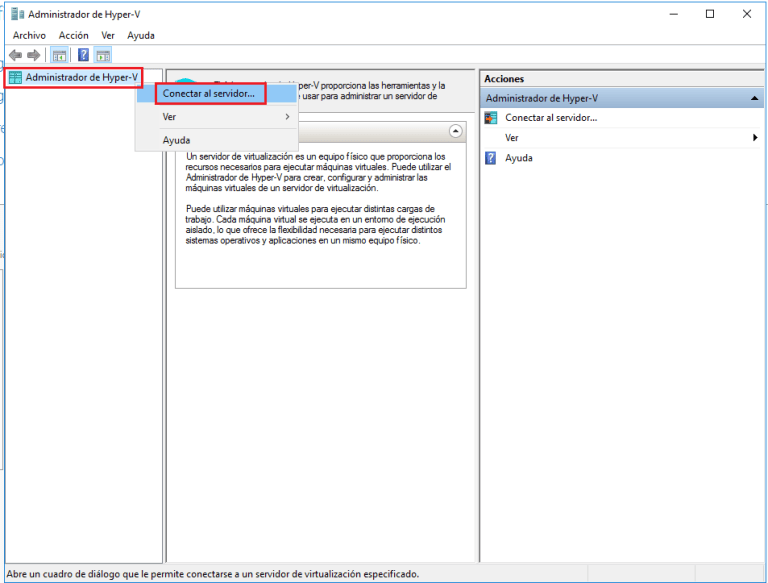 Administrador de Hyper-V
Archivo Acción Ver Ayuda
Administrador de Hyper-V
Conectar al servidor...
Ver
Ayuda
per-V proporciona las herramientas y la
usar para administrar un servidor de
Un servidor de virtualización es un equipo físico que proporciona los
recursos necesarios para ejecutar máquinas virtuales. Puede utilizar el
Administrador de Hyper-V para crear, configurar y administrar las
máquinas virtuales de un servidor de virtualización.
Puede utilizar máquinas virtuales para ejecutar distintas cargas de
trabajo. Cada máquina virtual se ejecuta en un entorno de ejecución
aislado, lo que ofrece la flexibilidad necesaria para ejecutar distintos
sistemas operativos y aplicaciones en un mismo equipo físico.
Acciones
Administrador de Hyper-V
Conectar al servidor...
Ver
Ayuda
Abre un cuadro de diálogo que le permite conectarse a un servidor de virtualización especificado.